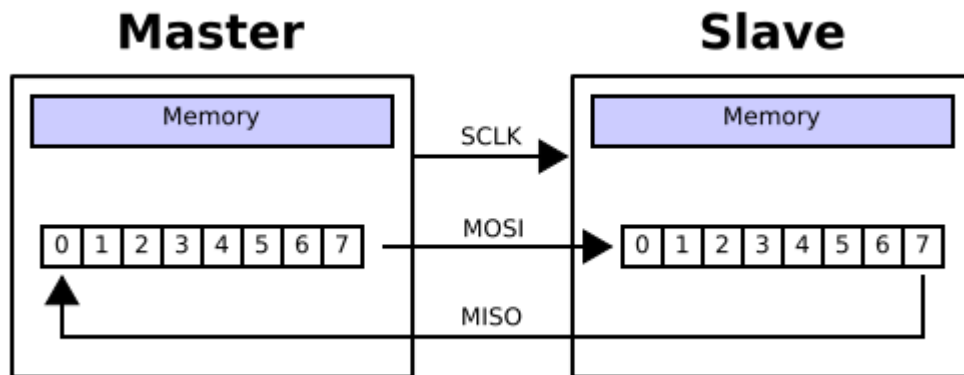 Master Slave
Memory Memory
SCLK
0 1 2 3 4 5 6 7 MOSI 0 1 2 3 4 5 6 7
MISO